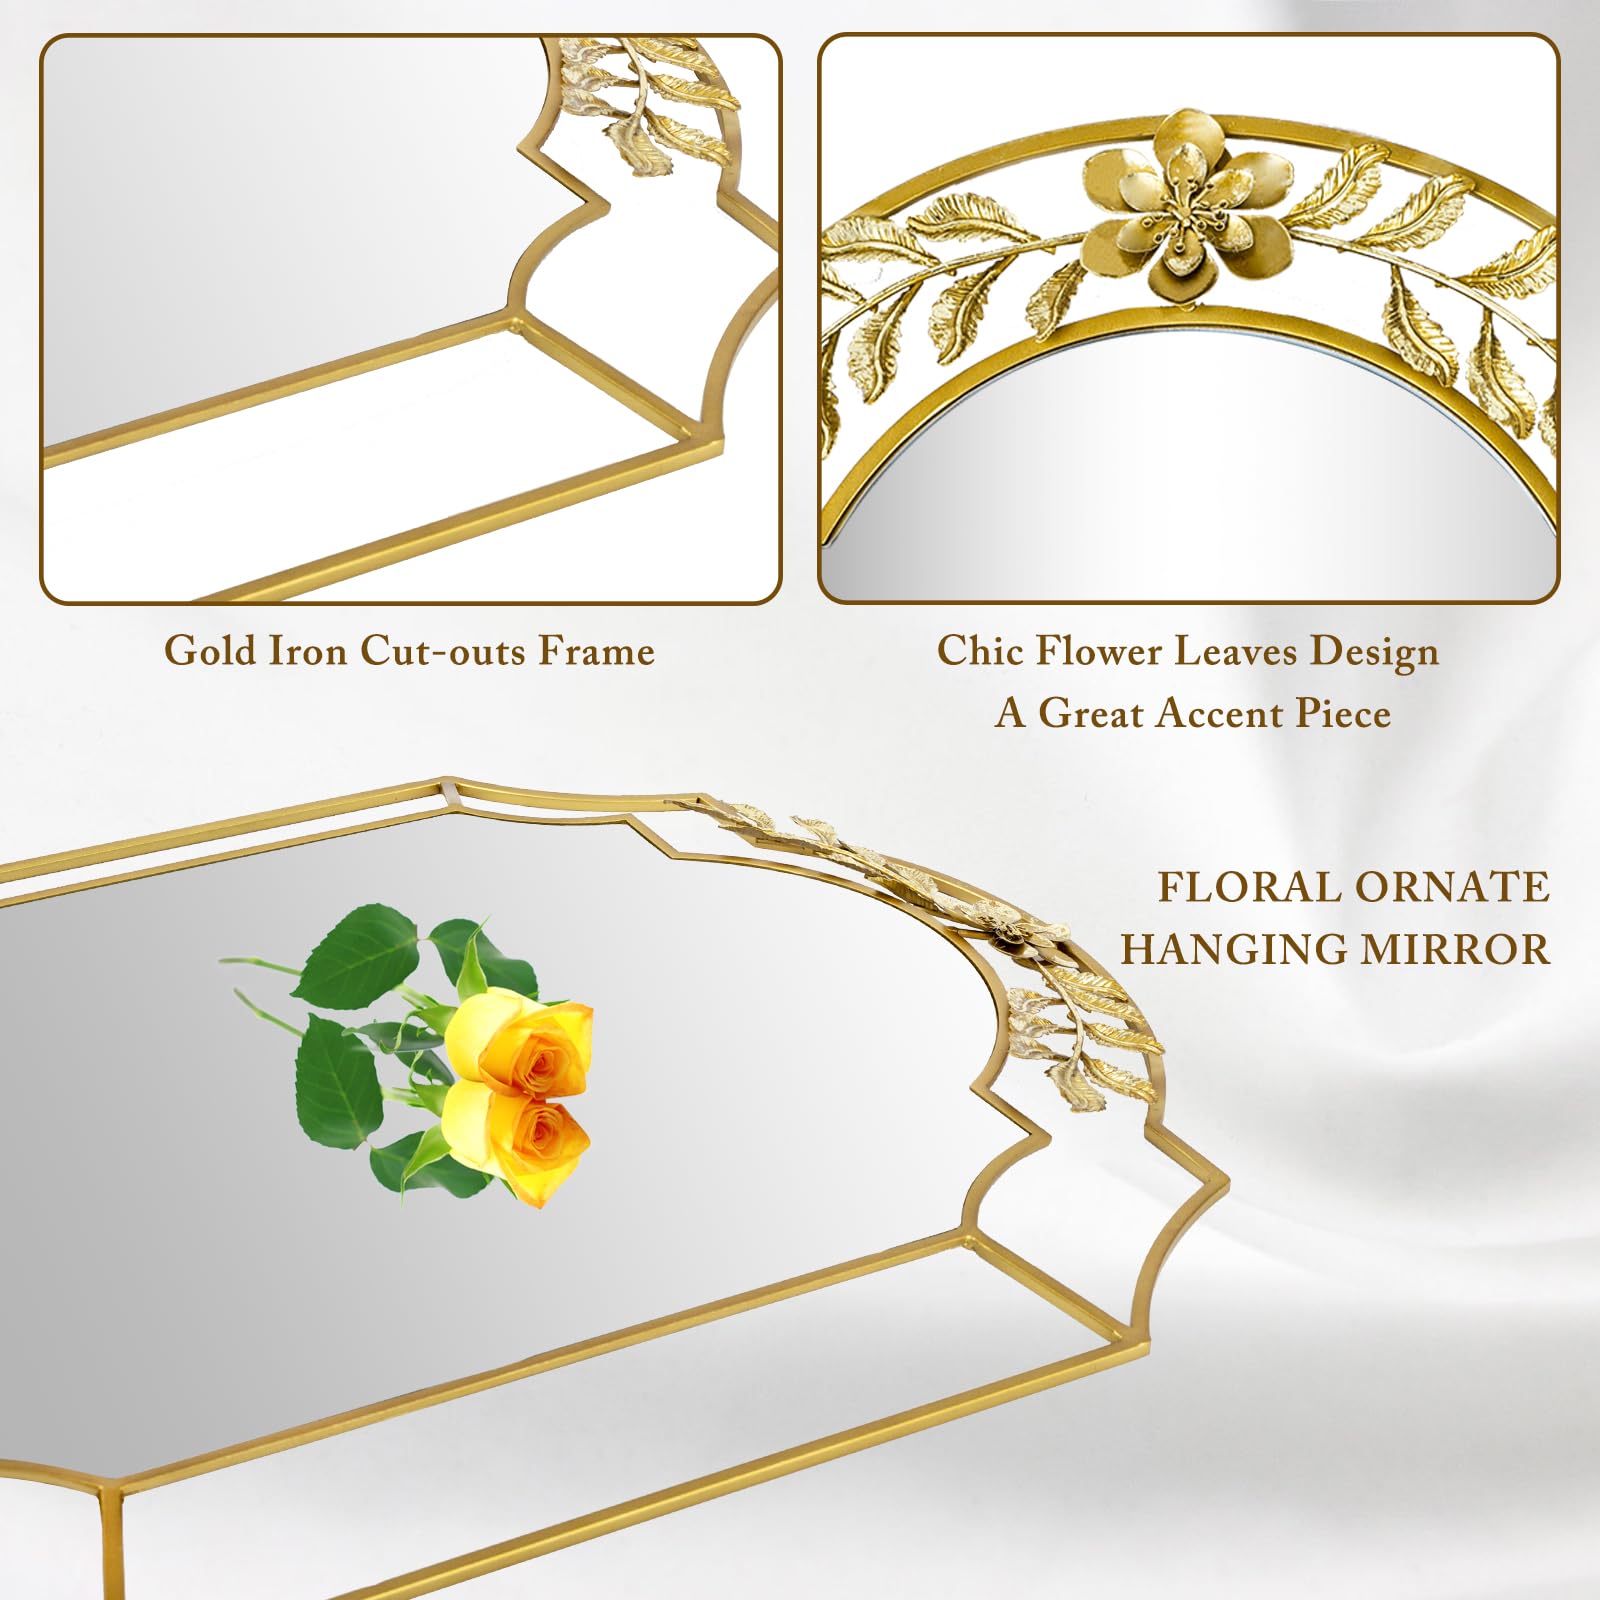 Gold Iron Cut-outs Frame
Chic Flower Leaves Design
A Great Accent Piece
FLORAL ORNATE
HANGING MIRROR